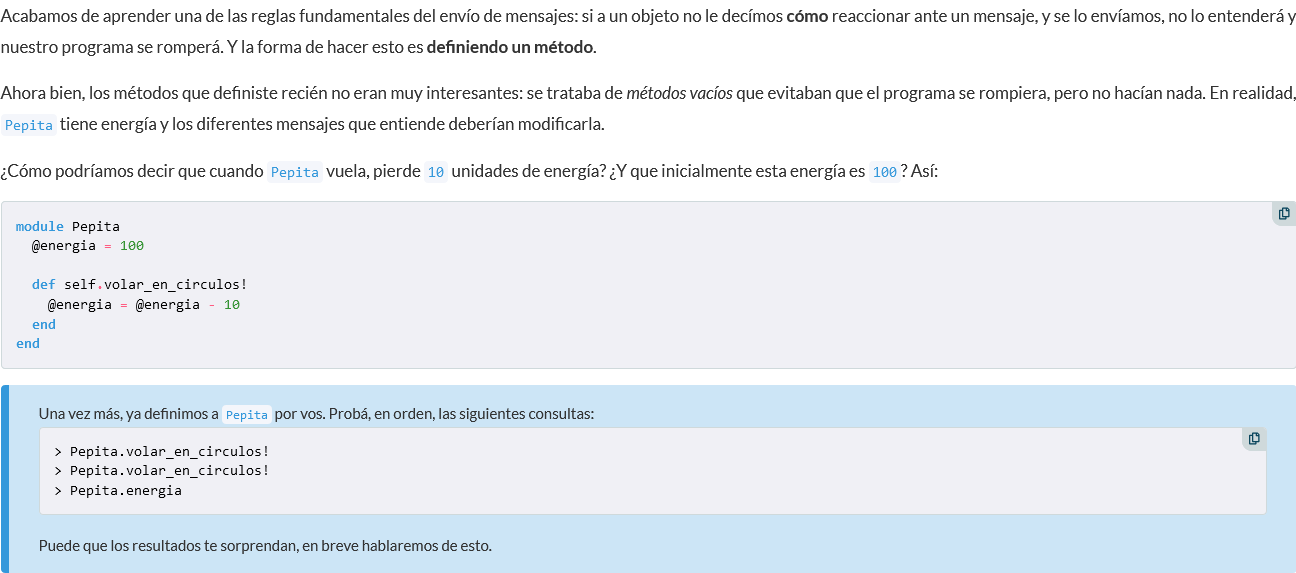 Acabamos de aprender una de las reglas fundamentales del envío de mensajes: si a un objeto no le decímos cómo reaccionar ante un mensaje, y se lo envíamos, no lo entenderá y
nuestro programa se romperá. Y la forma de hacer esto es definiendo un método.
Ahora bien, los métodos que definiste recién no eran muy interesantes: se trataba de métodos vacíos que evitaban que el programa se rompiera, pero no hacían nada. En realidad,
Pepita tiene energía y los diferentes mensajes que entiende deberían modificarla.
¿Cómo podríamos decir que cuando Pepita vuela, pierde 10 unidades de energía? ¿Y que inicialmente esta energía es 100? Así:
module Pepita
  @energia = 100
  def self.volar_en_circulos!
    @energia = @energia - 10
  end
end
Una vez más, ya definimos a Pepita por vos. Probá, en orden, las siguientes consultas:
> Pepita.volar_en_circulos!
> Pepita.volar_en_circulos!
> Pepita.energia
Puede que los resultados te sorprendan, en breve hablaremos de esto.